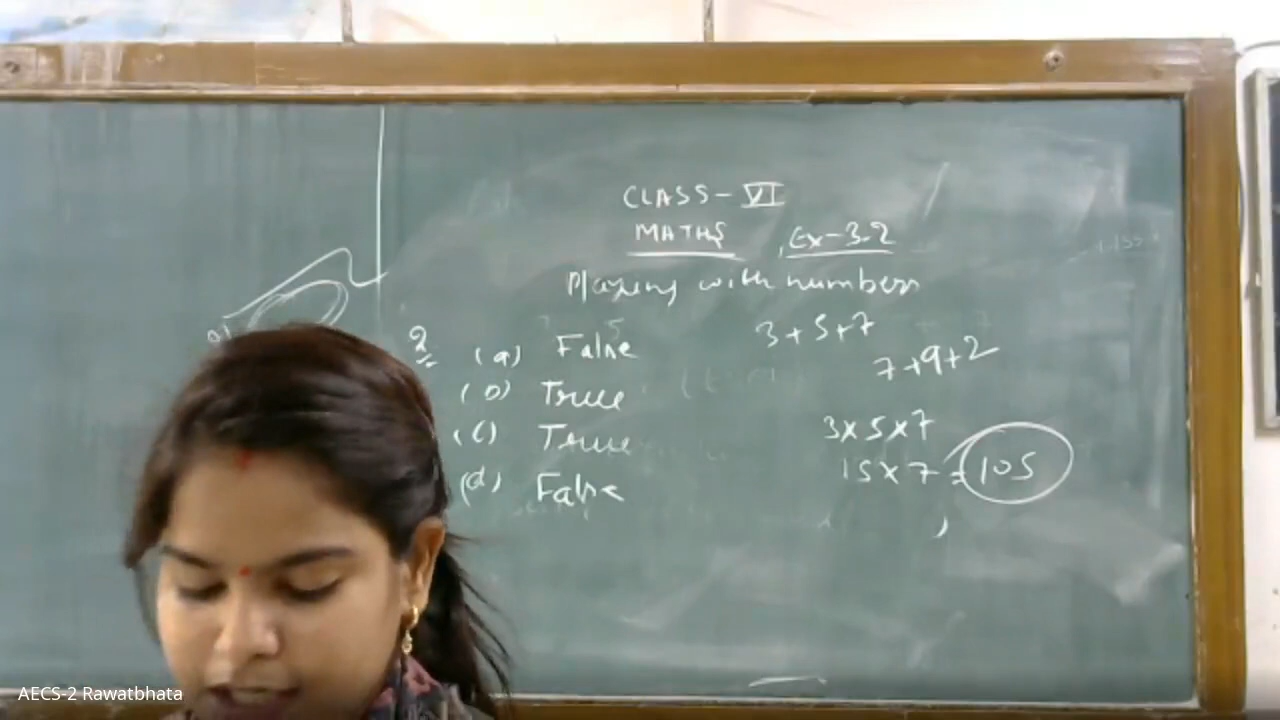 CLASS-VI
MATHS , Ex-3.2
Playing with numbers
2 (a) False 3+5+7
7+9+2
(b) True
(c) True 3x5x7
(d) False 15x7=105
AECS-2 Rawatbhata